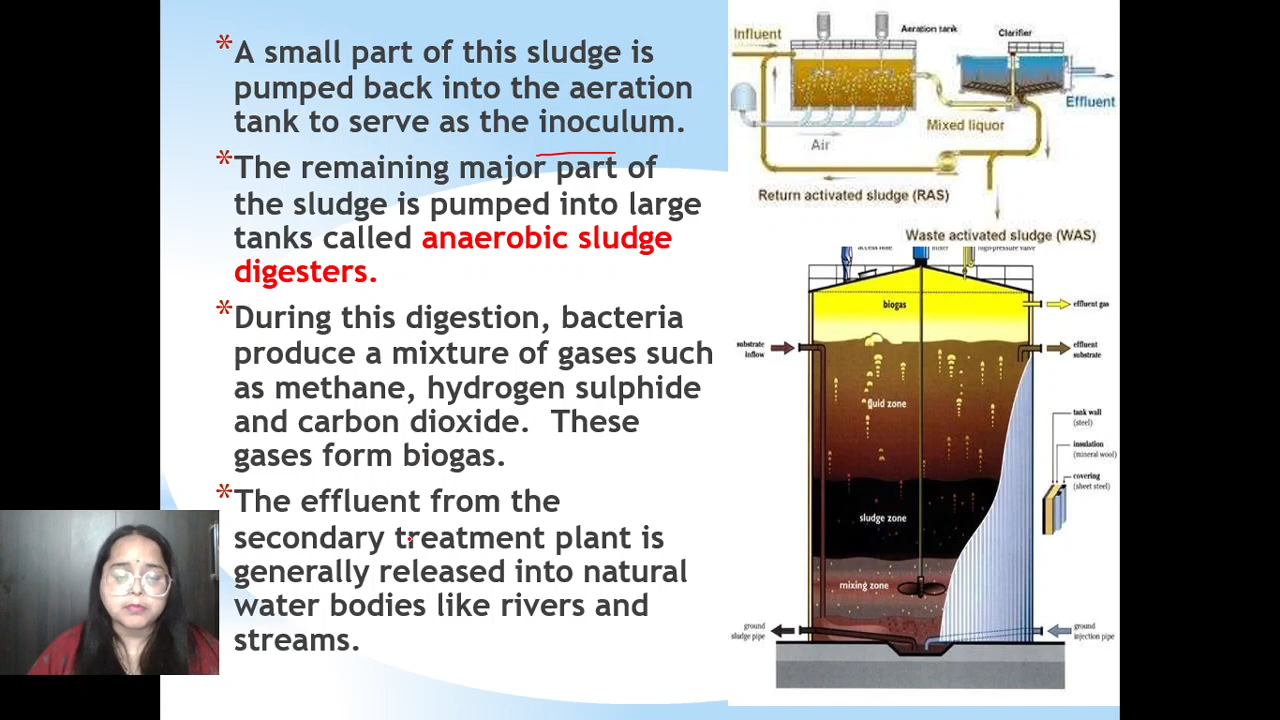 * A small part of this sludge is
pumped back into the aeration
tank to serve as the inoculum.
* The remaining major part of
the sludge is pumped into large
tanks called anaerobic sludge
digesters.
* During this digestion, bacteria
produce a mixture of gases such
as methane, hydrogen sulphide
and carbon dioxide. These
gases form biogas.
* The effluent from the
secondary treatment plant is
generally released into natural
water bodies like rivers and
streams.
Influent
Aeration tank
Clarifier
Effluent
Mixed liquor
Air
Return activated sludge (RAS)
Waste activated sludge (WAS)
high-pressure valve
biogas
effluent gas
substrate
inflow
effluent
substrate
fluid zone
tank wall
(steel)
insulation
(mineral wool)
covering
(sheet steel)
sludge zone
mixing zone
ground
sludge pipe
ground
injection pipe